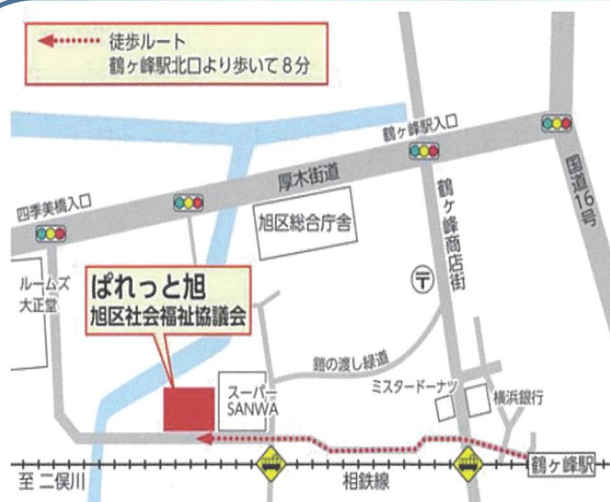 徒歩ルート
鶴ヶ峰駅北口より歩いて8分
鶴ヶ峰駅入口
厚木街道
国道16号
四季美橋入口
旭区総合庁舎
鶴ヶ峰商店街
〒
ルームズ
大正堂
ぱれっと旭
旭区社会福祉協議会
鎧の渡し緑道
スーパー
SANWA
ミスタードーナツ
横浜銀行
鶴ヶ峰駅
至 二俣川
相鉄線